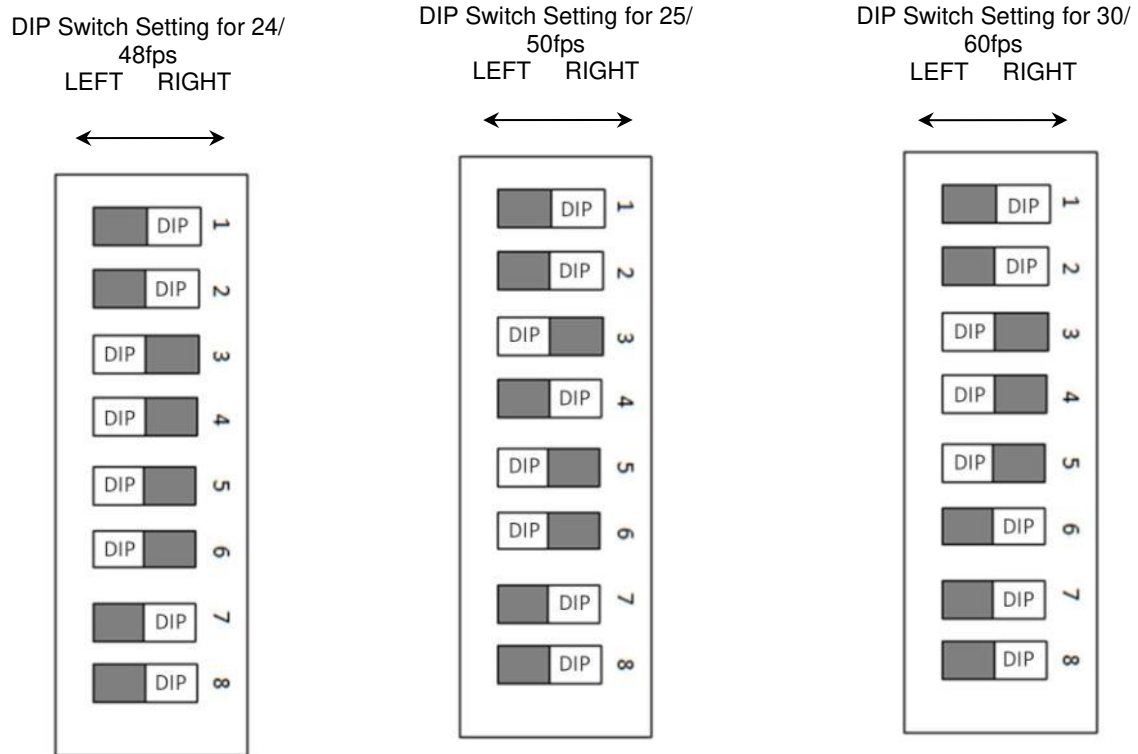 DIP Switch Setting for 24/
48fps
LEFT RIGHT
DIP 1
DIP 2
DIP 3
DIP 4
DIP 5
DIP 6
DIP 7
DIP 8
DIP Switch Setting for 25/
50fps
LEFT RIGHT
DIP 1
DIP 2
DIP 3
DIP 4
DIP 5
DIP 6
DIP 7
DIP 8
DIP Switch Setting for 30/
60fps
LEFT RIGHT
DIP 1
DIP 2
DIP 3
DIP 4
DIP 5
DIP 6
DIP 7
DIP 8